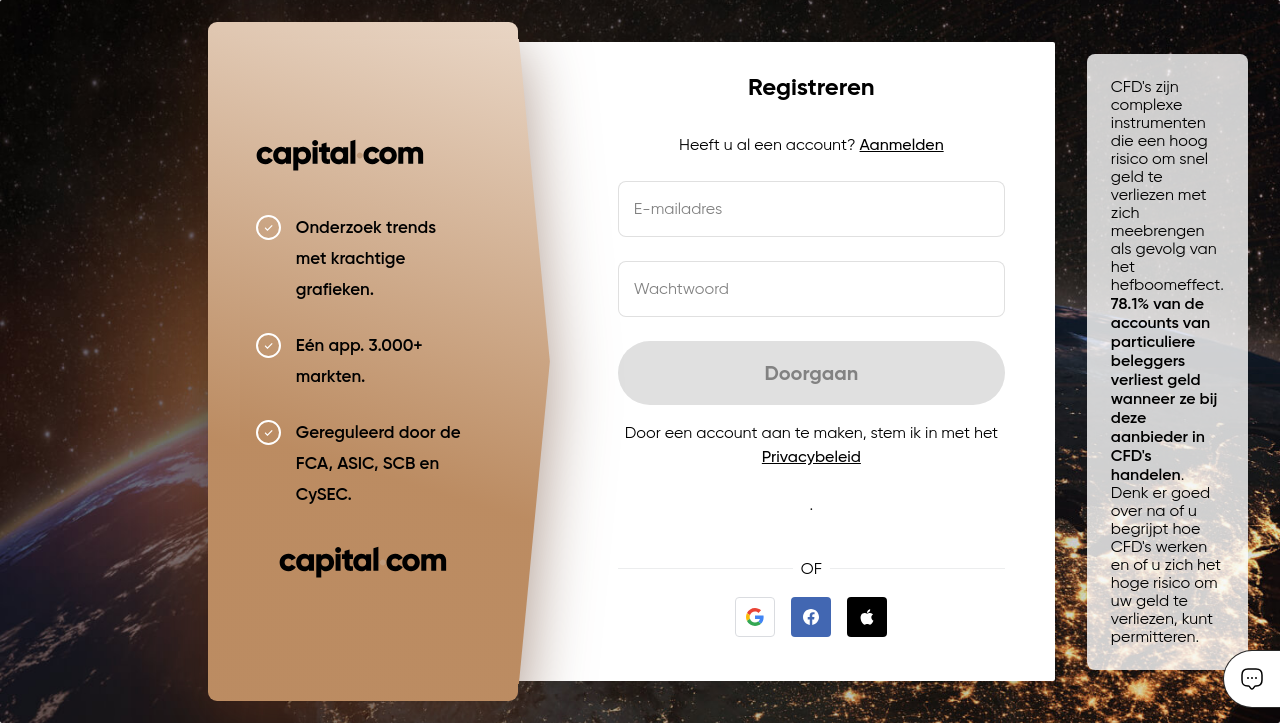 capital com
Onderzoek trends
met krachtige
grafieken.
Eén app. 3.000+
markten.
Gereguleerd door de
FCA, ASIC, SCB en
CySEC.
capital com
Registreren
Heeft u al een account? Aanmelden
E-mailadres
Wachtwoord
Doorgaan
Door een account aan te maken, stem ik in met het
Privacybeleid
.
OF
CFD's zijn
complexe
instrumenten
die een hoog
risico om snel
geld te
verliezen met
zich
meebrengen
als gevolg van
het
hefboomeffect.
78.1% van de
accounts van
particuliere
beleggers
verliest geld
wanneer ze bij
deze
aanbieder in
CFD's
handelen.
Denk er goed
over na of u
begrijpt hoe
CFD's werken
en of u zich het
hoge risico om
uw geld te
verliezen, kunt
permitteren.